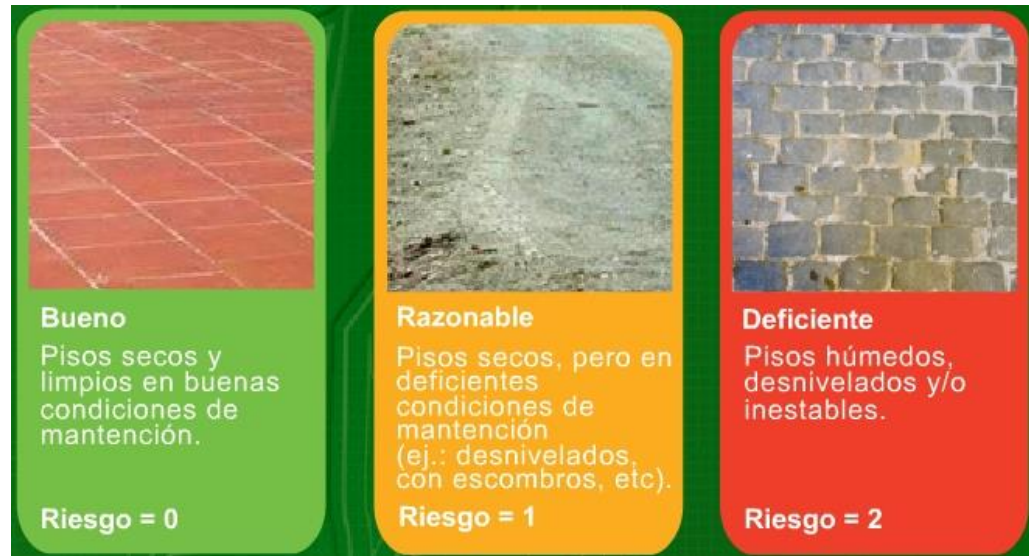 Bueno
Pisos secos y
limpios en buenas
condiciones de
mantención.
Riesgo = 0
Razonable
Pisos secos, pero en
deficientes
condiciones de
mantención
(ej.: desnivelados,
con escombros, etc).
Riesgo = 1
Deficiente
Pisos húmedos,
desnivelados y/o
inestables.
Riesgo = 2